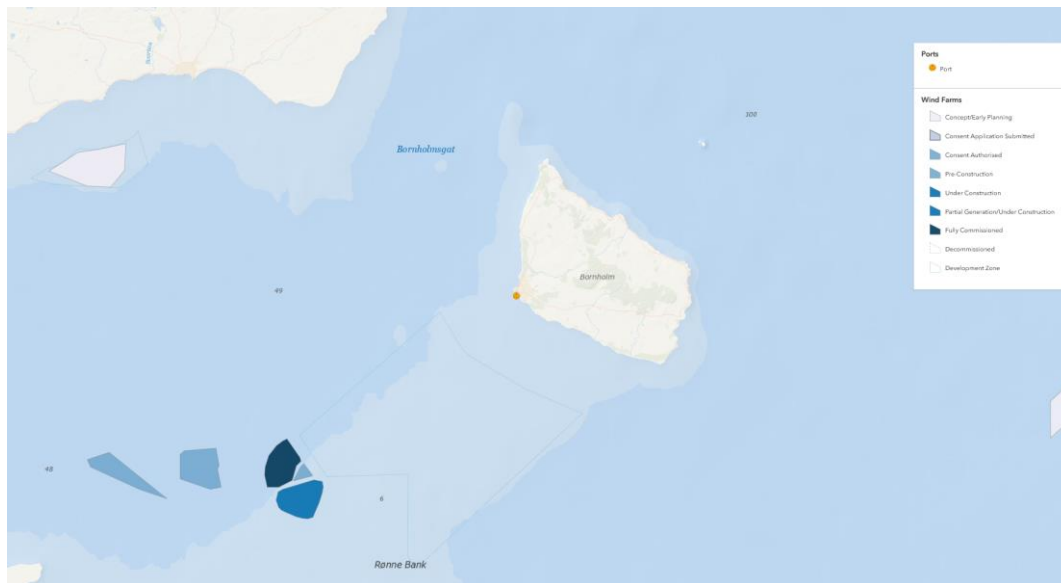 Bornholmsgat
102
Bornholm
49
48
6
Rønne Bank
Ports
Port
Wind Farms
Concept/Early Planning
Consent Application Submitted
Consent Authorised
Pre-Construction
Under Construction
Partial Generation/Under Construction
Fully Commissioned
Decommissioned
Development Zone